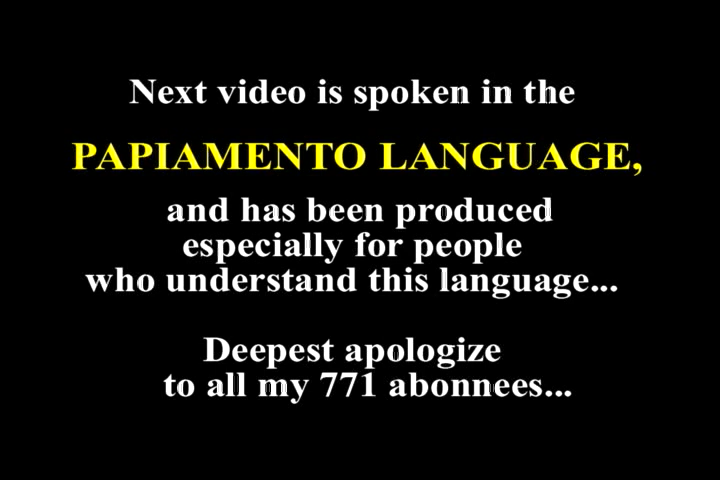 Next video is spoken in the
PAPIAMENTO LANGUAGE,
and has been produced
especially for people
who understand this language...
Deepest apologize
to all my 771 abonnees...